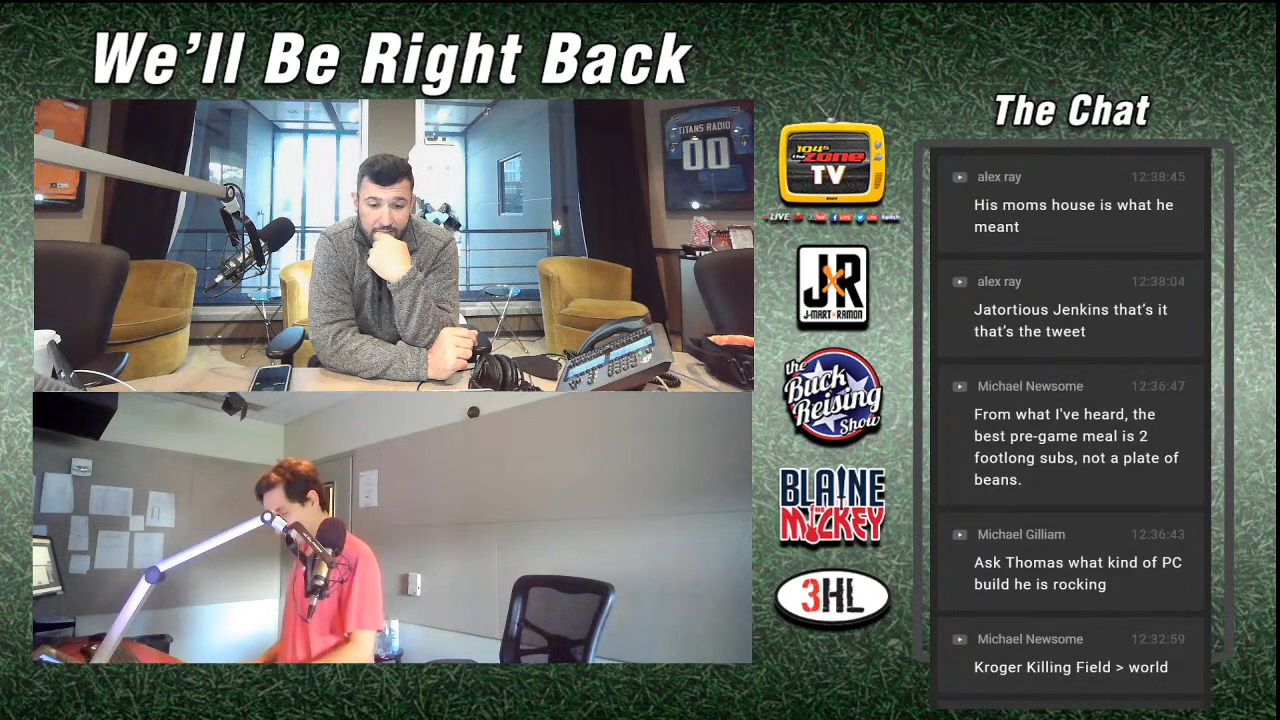 We'll Be Right Back
The Chat
TITANS RADIO
00
104.5
the ZONE
TV
LIVE
J×R
J-MART × RAMON
the
Buck
Reising
Show
BLAINE
MICKEY
3HL
alex ray 12:38:45
His moms house is what he
meant
alex ray 12:38:04
Jatortious Jenkins that's it
that's the tweet
Michael Newsome 12:36:47
From what I've heard, the
best pre-game meal is 2
footlong subs, not a plate of
beans.
Michael Gilliam 12:36:43
Ask Thomas what kind of PC
build he is rocking
Michael Newsome 12:32:59
Kroger Killing Field > world